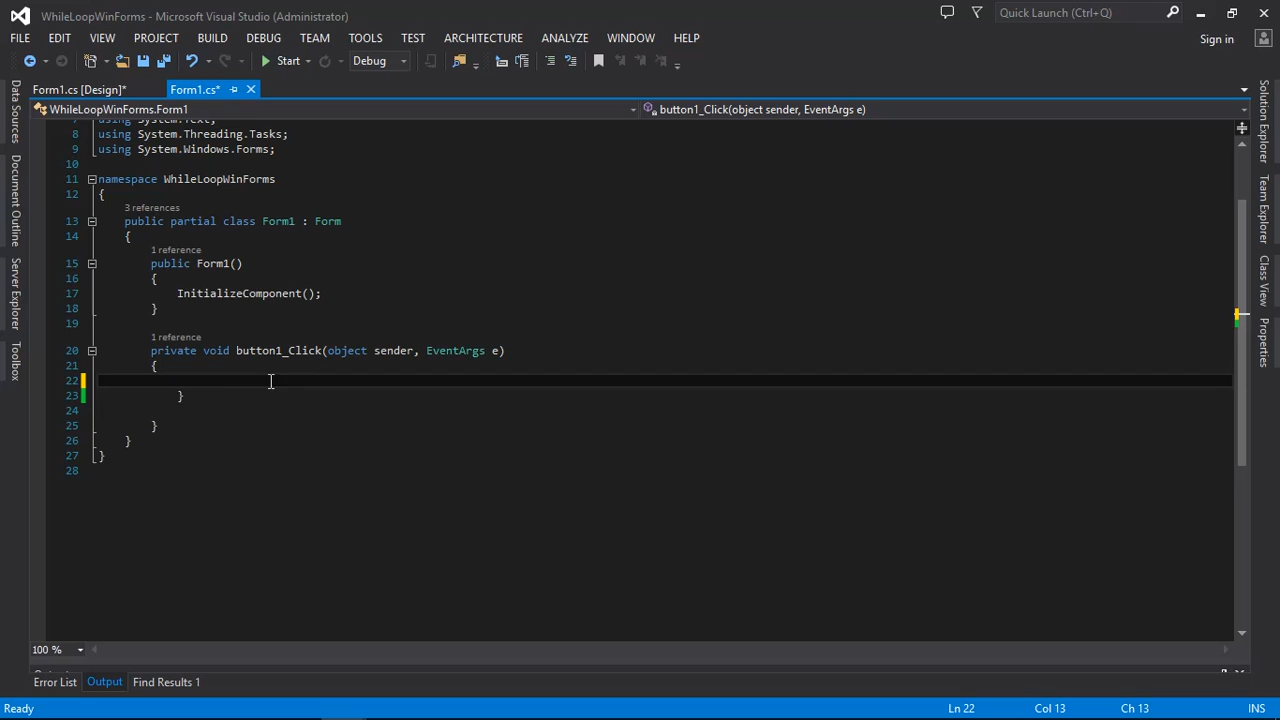 WhileLoopWinForms - Microsoft Visual Studio (Administrator)
Quick Launch (Ctrl+Q)
FILE EDIT VIEW PROJECT BUILD DEBUG TEAM TOOLS TEST ARCHITECTURE ANALYZE WINDOW HELP
Sign in
Start Debug
Form1.cs [Design]* Form1.cs*
WhileLoopWinForms.Form1 button1_Click(object sender, EventArgs e)
7 using System.Text;
8 using System.Threading.Tasks;
9 using System.Windows.Forms;
10
11 namespace WhileLoopWinForms
12 {
3 references
13 public partial class Form1 : Form
14 {
1 reference
15 public Form1()
16 {
17 InitializeComponent();
18 }
19
1 reference
20 private void button1_Click(object sender, EventArgs e)
21 {
22
23 }
24
25 }
26 }
27 }
28
Data Sources
Document Outline
Server Explorer
Toolbox
Solution Explorer
Team Explorer
Class View
Properties
100 %
Error List Output Find Results 1
Ready Ln 22 Col 13 Ch 13 INS